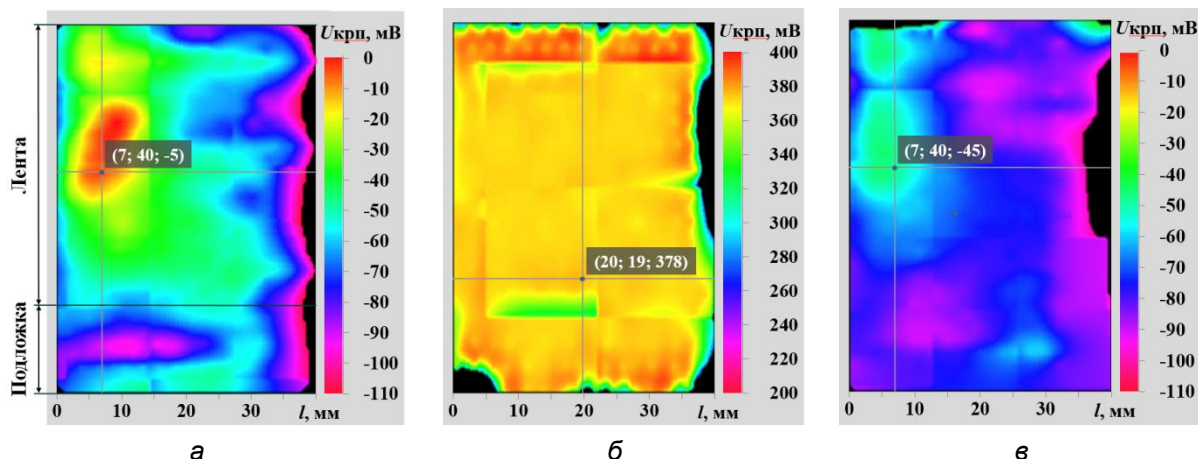 Uкрп, мВ
0
-10
-20
-30
-40
-50
-60
-70
-80
-90
-100
-110
Лента
Подложка
(7; 40; -5)
0 10 20 30 l, мм
а
Uкрп, мВ
400
380
360
340
320
300
280
260
240
220
200
(20; 19; 378)
0 10 20 30 l, мм
б
Uкрп, мВ
0
-10
-20
-30
-40
-50
-60
-70
-80
-90
-100
-110
(7; 40; -45)
0 10 20 30 l, мм
в